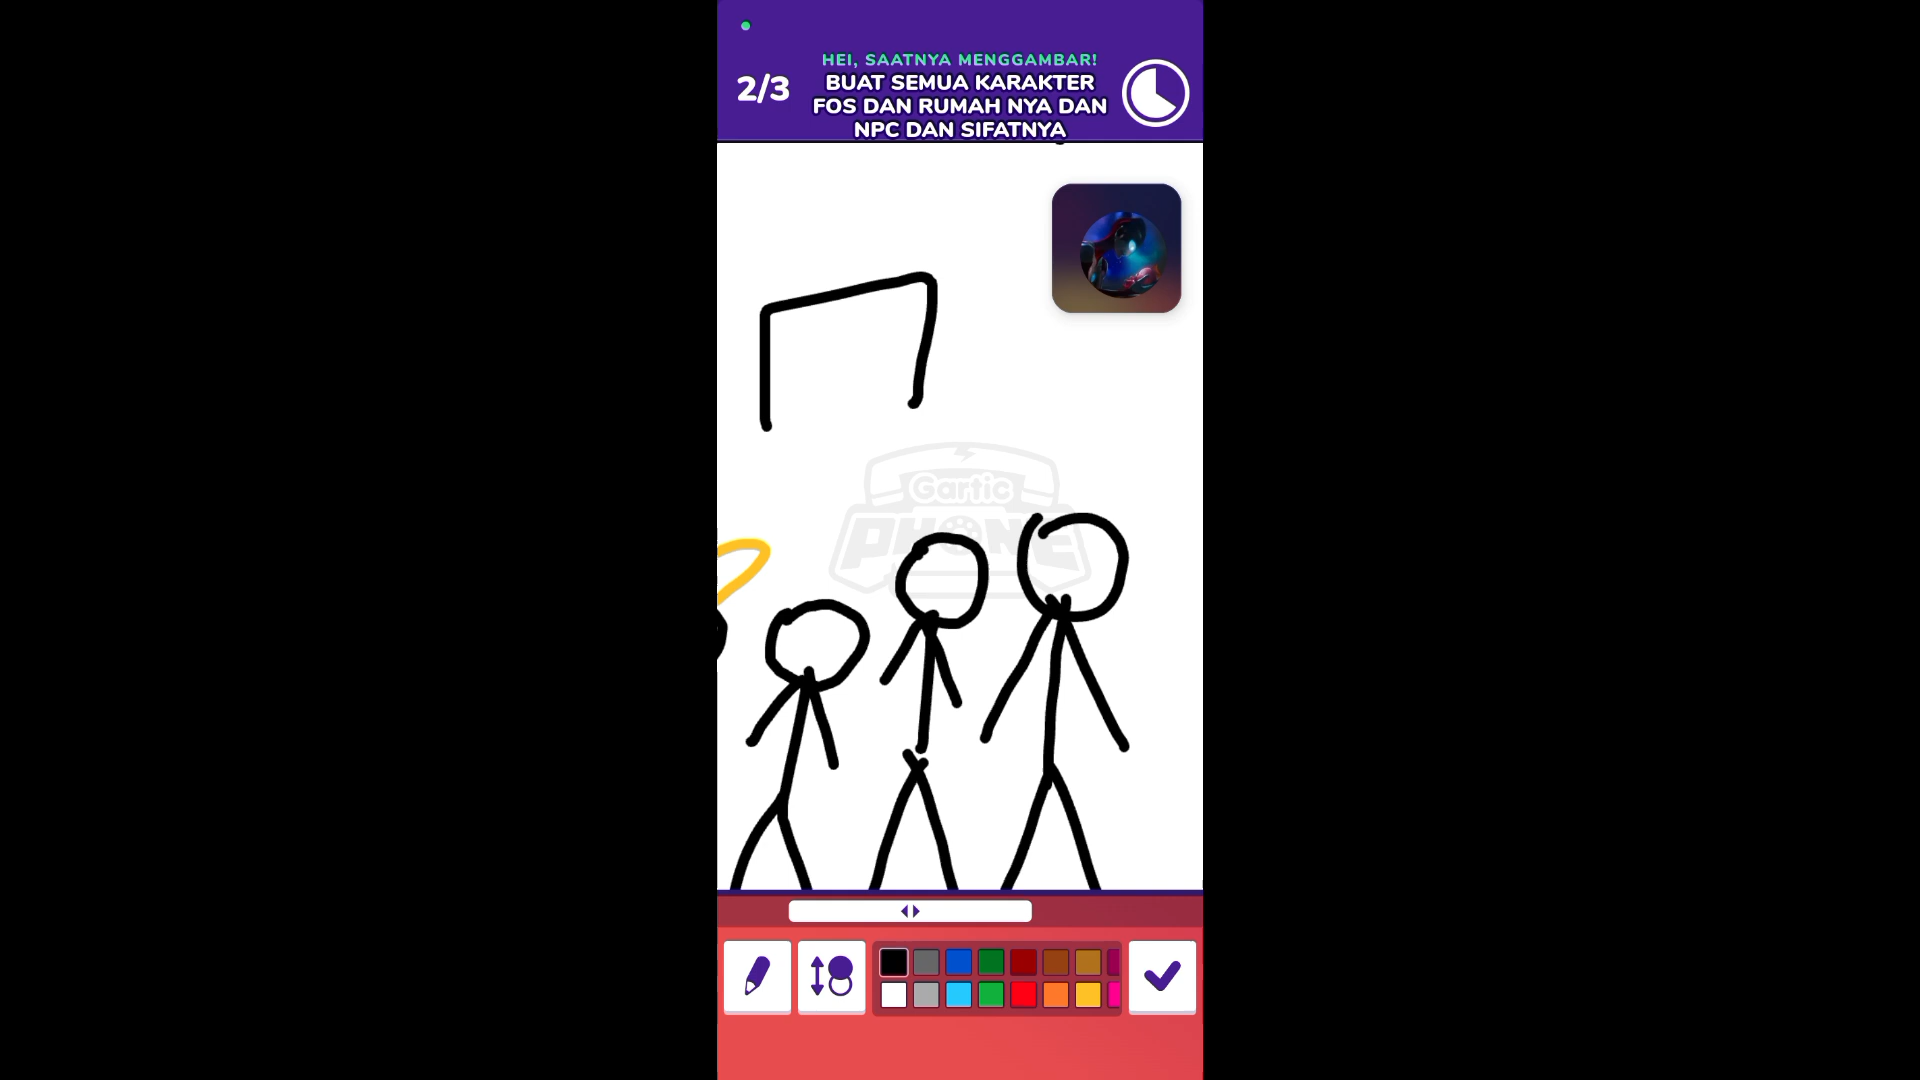 HEI, SAATNYA MENGGAMBAR!
2/3
BUAT SEMUA KARAKTER
FOS DAN RUMAH NYA DAN
NPC DAN SIFATNYA
Gartic
PHONE